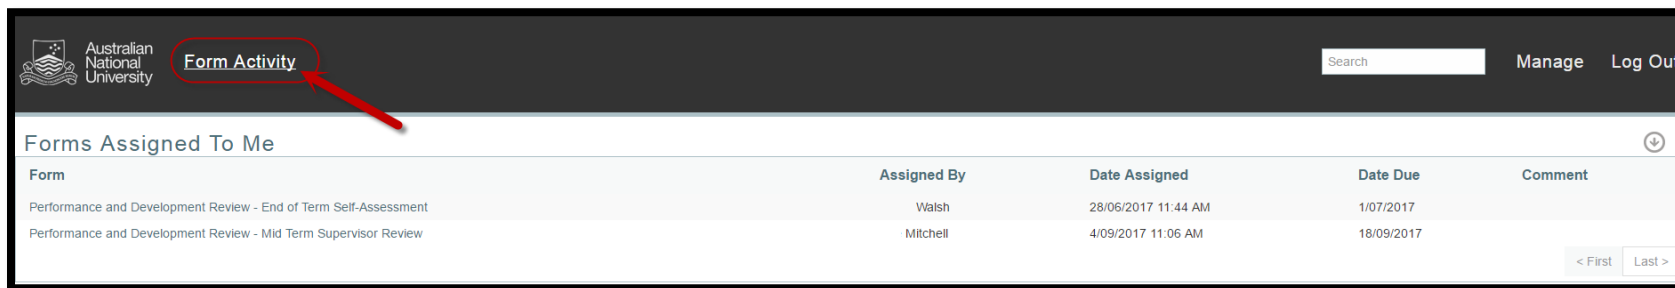 Australian
National
University
Form Activity
Search
Manage
Log Out
Forms Assigned To Me
Form Assigned By Date Assigned Date Due Comment
Performance and Development Review - End of Term Self-Assessment Walsh 28/06/2017 11:44 AM 1/07/2017
Performance and Development Review - Mid Term Supervisor Review Mitchell 4/09/2017 11:06 AM 18/09/2017
< First Last >